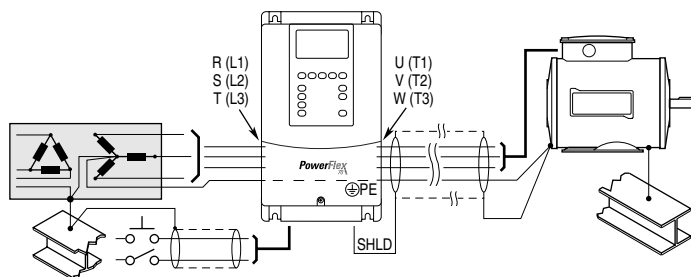 R (L1)
S (L2)
T (L3)
U (T1)
V (T2)
W (T3)
PowerFlex
PE
SHLD